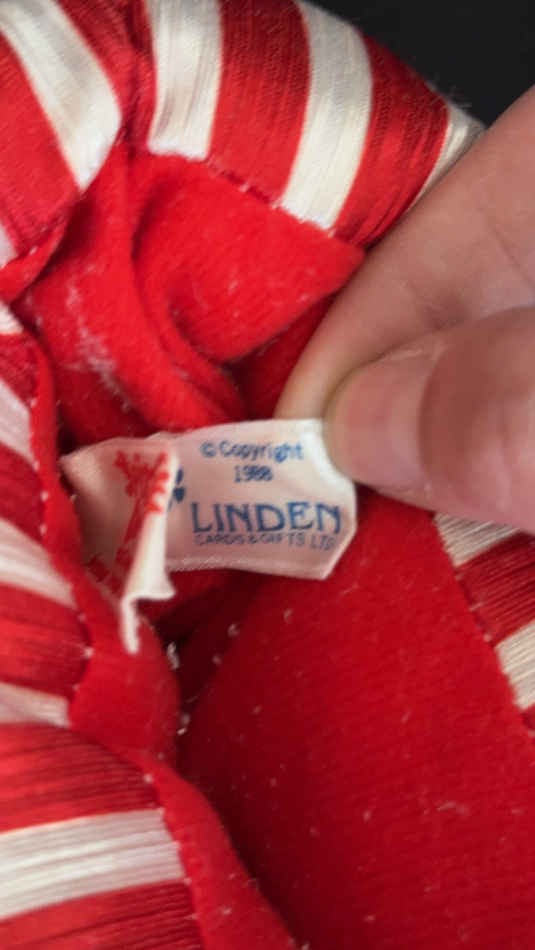 © Copyright
1988
LINDEN
CARDS & GIFTS LTD